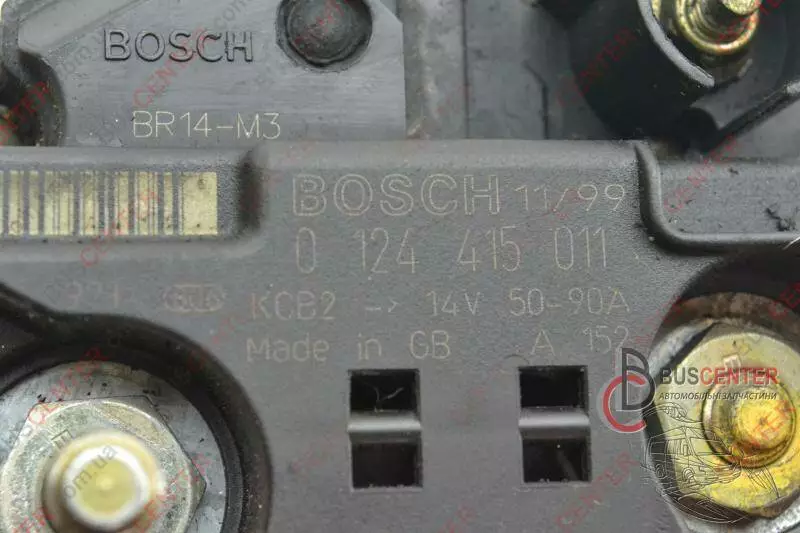 BOSCH
BR14-M3
BOSCH 11/99
0 124 415 011
KCB2 -> 14V 50-90A
Made in GB A 152
BUSCENTER
АВТОМОБІЛЬНІ ЗАПЧАСТИНИ